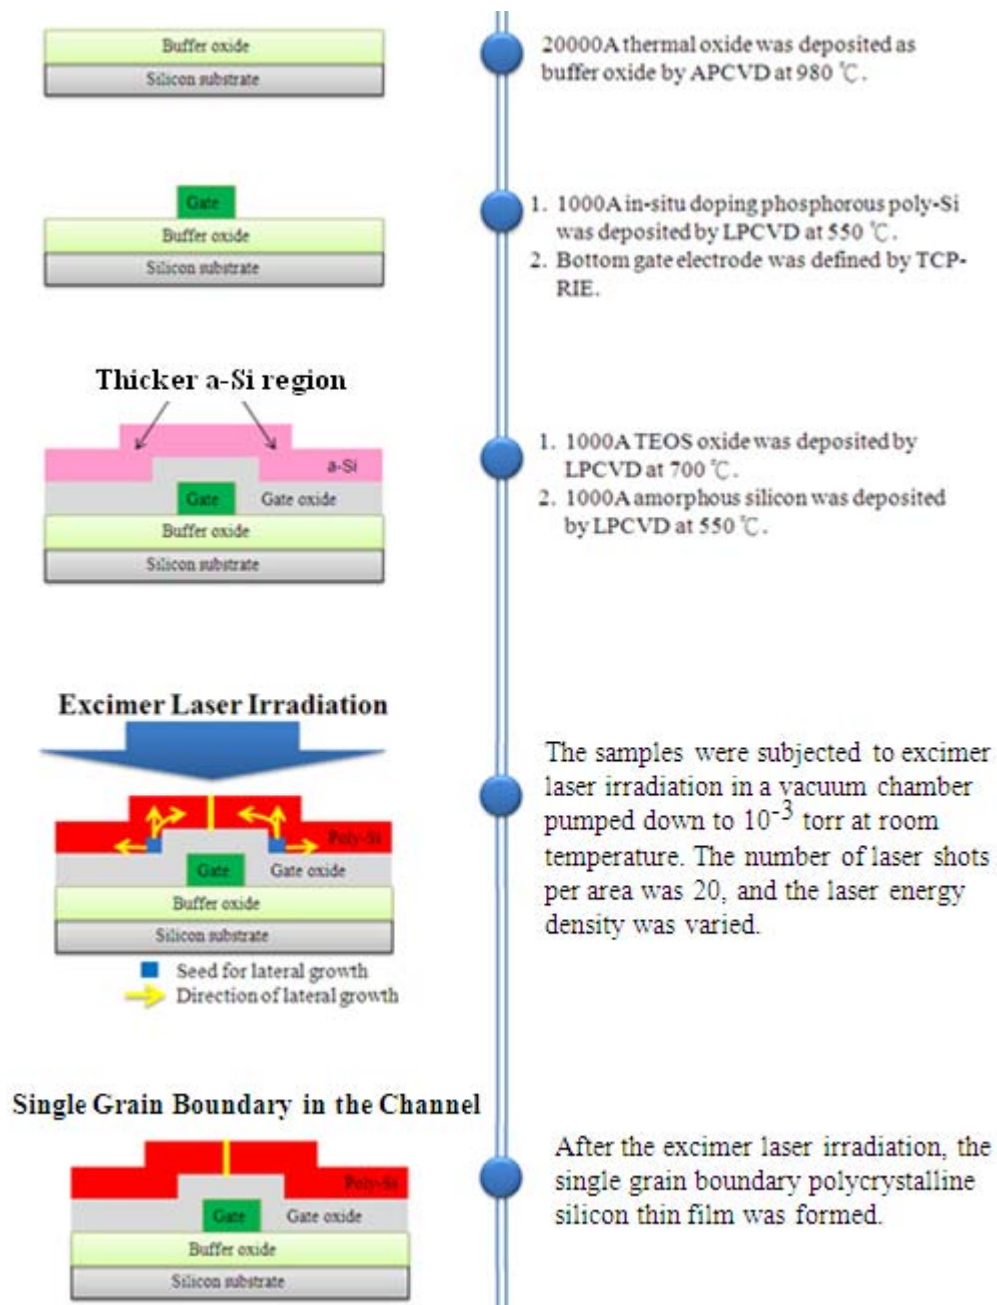 Buffer oxide
Silicon substrate
20000A thermal oxide was deposited as
buffer oxide by APCVD at 980 ℃.
Gate
Buffer oxide
Silicon substrate
1. 1000A in-situ doping phosphorous poly-Si
was deposited by LPCVD at 550 ℃.
2. Bottom gate electrode was defined by TCP-
RIE.
Thicker a-Si region
a-Si
Gate
Gate oxide
Buffer oxide
Silicon substrate
1. 1000A TEOS oxide was deposited by
LPCVD at 700 ℃.
2. 1000A amorphous silicon was deposited
by LPCVD at 550 ℃.
Excimer Laser Irradiation
Poly-Si
Gate
Gate oxide
Buffer oxide
Silicon substrate
Seed for lateral growth
Direction of lateral growth
The samples were subjected to excimer
laser irradiation in a vacuum chamber
pumped down to 10⁻³ torr at room
temperature. The number of laser shots
per area was 20, and the laser energy
density was varied.
Single Grain Boundary in the Channel
Poly-Si
Gate
Gate oxide
Buffer oxide
Silicon substrate
After the excimer laser irradiation, the
single grain boundary polycrystalline
silicon thin film was formed.